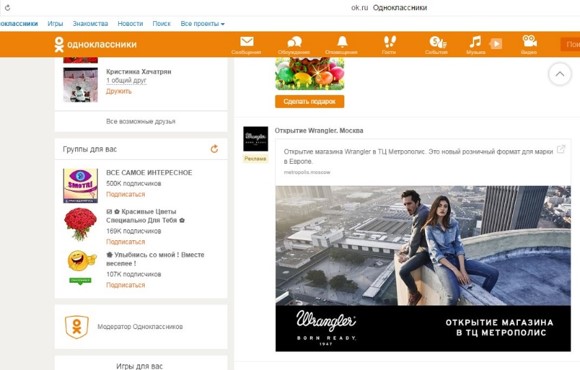 ok.ru Одноклассники
одноклассники Игры Знакомства Новости Поиск Все проекты
одноклассники
Сообщения Обсуждения Оповещения Гости События Музыка Видео
Кристинка Хачатрян
1 общий друг
Дружить
Все возможные друзья
Группы для вас
ВСЕ САМОЕ ИНТЕРЕСНОЕ
500K подписчиков
Подписаться
Красивые Цветы
Специально Для Тебя
169K подписчиков
Подписаться
Улыбнись со мной ! Вместе
веселее !
107K подписчиков
Подписаться
Модератор Одноклассников
Игры для вас
Сделать подарок
Wrangler
Реклама
Открытие Wrangler. Москва
Открытие магазина Wrangler в ТЦ Метрополис. Это новый розничный формат для марки
в Европе.
metropolis.moscow
Wrangler
BORN READY.
1947
ОТКРЫТИЕ МАГАЗИНА
В ТЦ МЕТРОПОЛИС